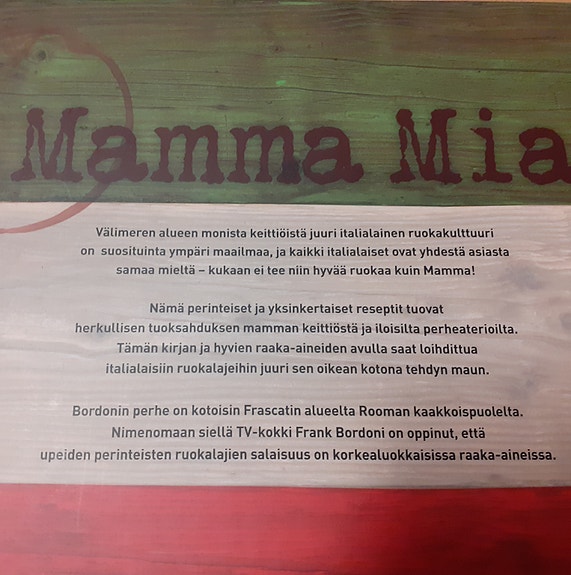 Mamma Mia
Välimeren alueen monista keittiöistä juuri italialainen ruokakulttuuri
on suosituinta ympäri maailmaa, ja kaikki italialaiset ovat yhdestä asiasta
samaa mieltä – kukaan ei tee niin hyvää ruokaa kuin Mamma!
Nämä perinteiset ja yksinkertaiset reseptit tuovat
herkullisen tuoksahduksen mamman keittiöstä ja iloisilta perheaterioilta.
Tämän kirjan ja hyvien raaka-aineiden avulla saat loihdittua
italialaisiin ruokalajeihin juuri sen oikean kotona tehdyn maun.
Bordonin perhe on kotoisin Frascatin alueelta Rooman kaakkoispuolelta.
Nimenomaan siellä TV-kokki Frank Bordoni on oppinut, että
upeiden perinteisten ruokalajien salaisuus on korkealuokkaisissa raaka-aineissa.